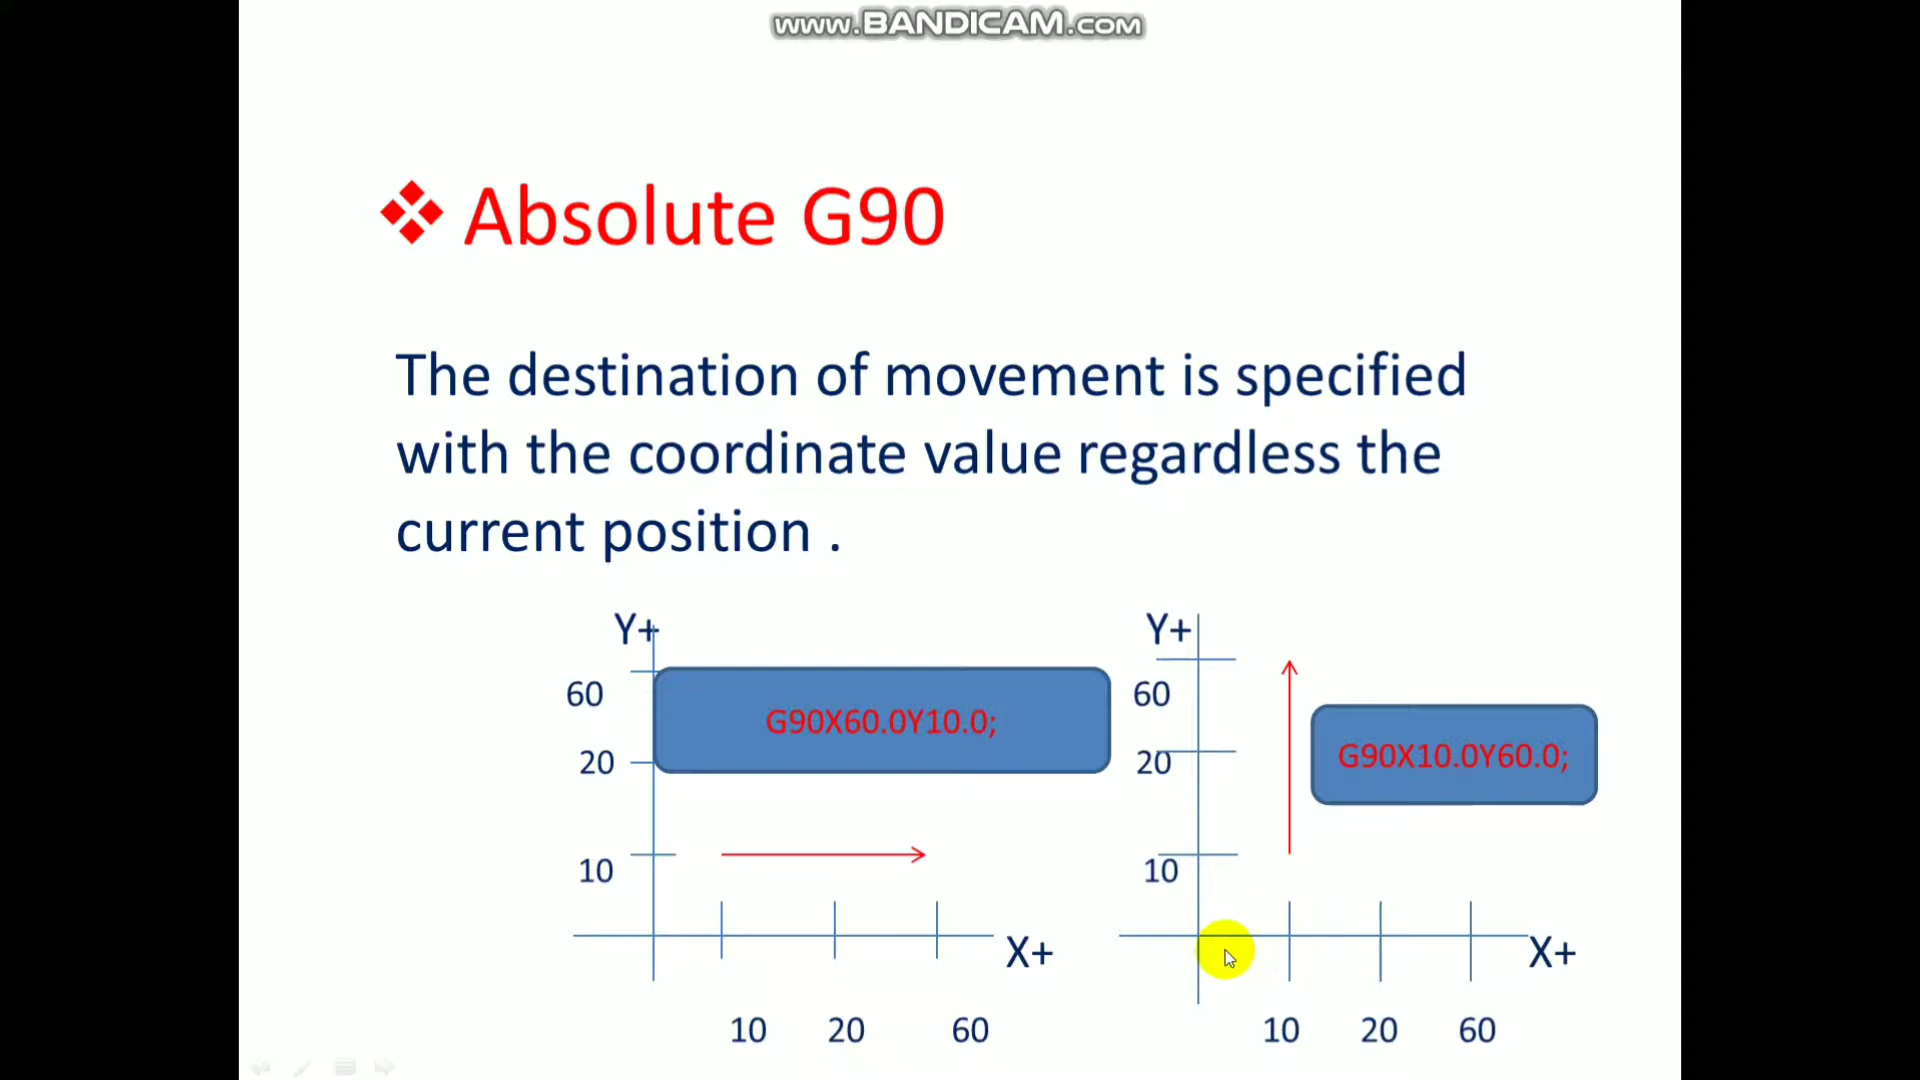 www.BANDICAM.com
Absolute G90
The destination of movement is specified
with the coordinate value regardless the
current position .
Y+
60
20
10
G90X60.0Y10.0;
X+
10 20 60
Y+
60
20
10
G90X10.0Y60.0;
X+
10 20 60